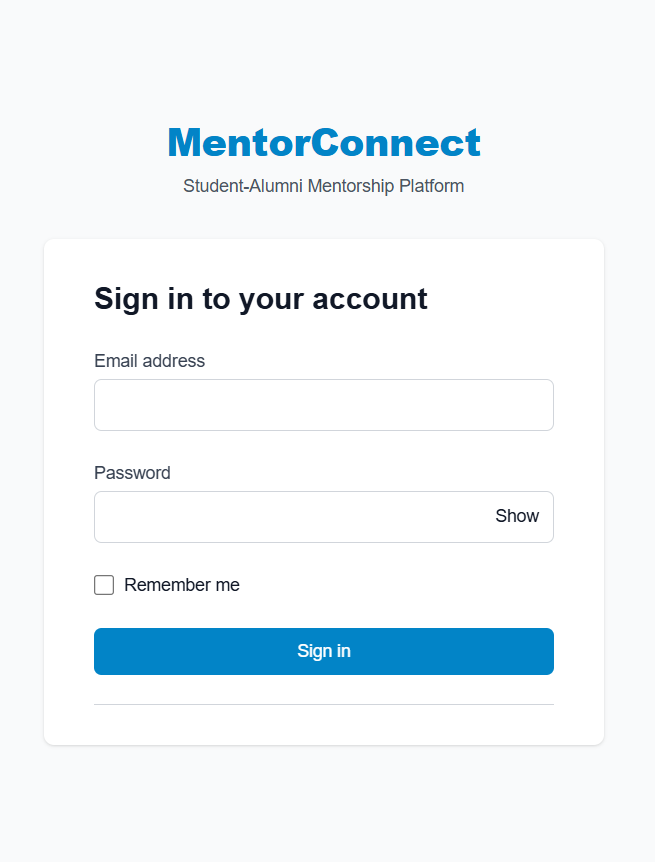 MentorConnect
Student-Alumni Mentorship Platform
Sign in to your account
Email address
Password
Show
Remember me
Sign in